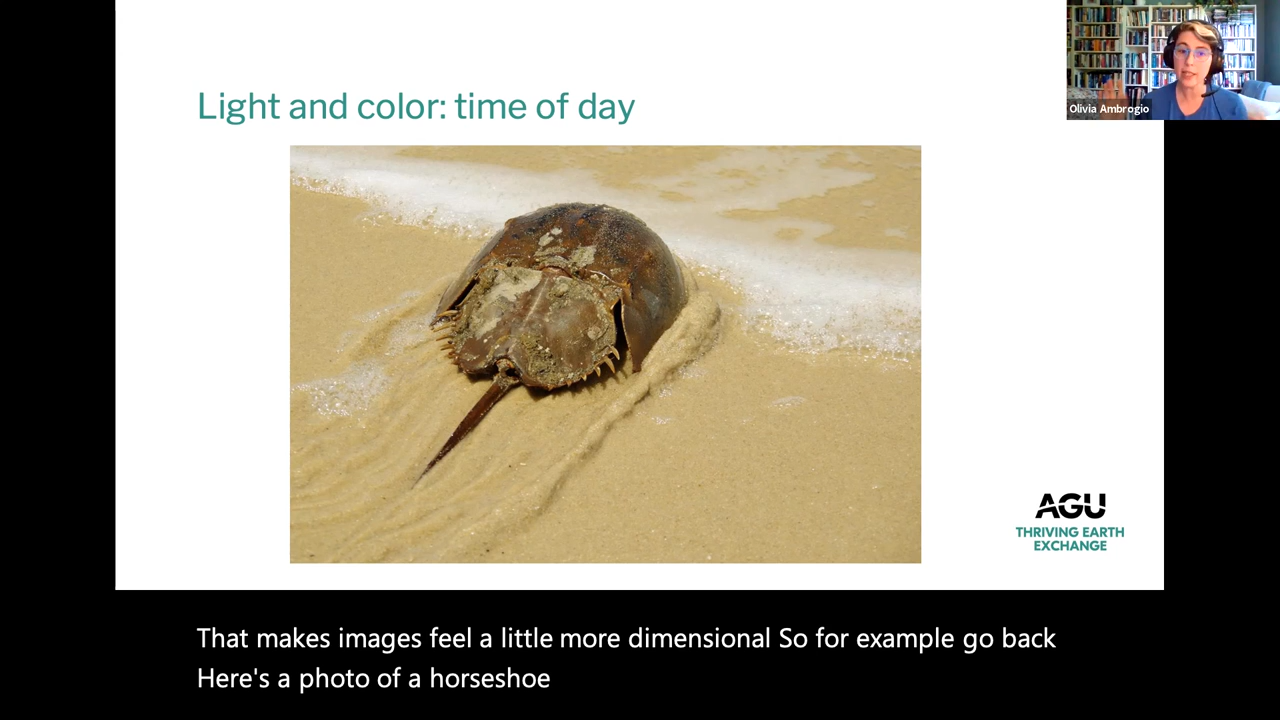 Olivia Ambrogio
Light and color: time of day
AGU
THRIVING EARTH
EXCHANGE
That makes images feel a little more dimensional So for example go back
Here's a photo of a horseshoe